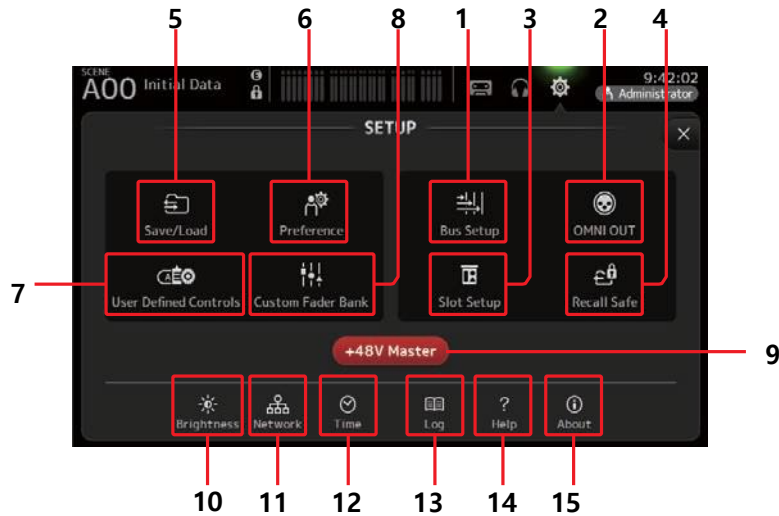 5 6 8 1 3 2 4
SCENE
A00 Initial Data
9:42:02
Administrator
SETUP
Save/Load Preference Bus Setup OMNI OUT
7
User Defined Controls Custom Fader Bank Slot Setup Recall Safe
+48V Master
9
Brightness Network Time Log ? Help About
10 11 12 13 14 15